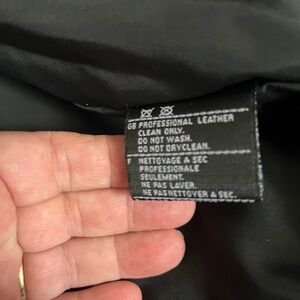 GB PROFESSIONAL LEATHER
CLEAN ONLY.
DO NOT WASH.
DO NOT DRYCLEAN.
F NETTOYAGE A SEC
PROFESSIONALE
SEULEMENT.
NE PAS LAVER.
NE PAS NETTOYER A SEC.